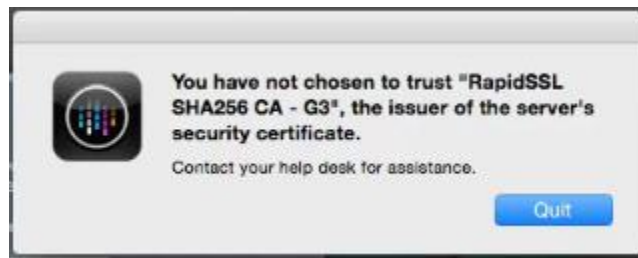 You have not chosen to trust "RapidSSL
SHA256 CA - G3", the issuer of the server's
security certificate.
Contact your help desk for assistance.
Quit